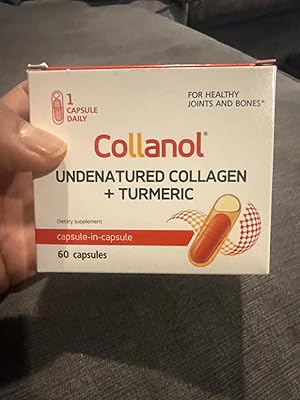 1
CAPSULE
DAILY
FOR HEALTHY
JOINTS AND BONES*
Collanol®
UNDENATURED COLLAGEN
+ TURMERIC
Dietary supplement
capsule-in-capsule
60 capsules